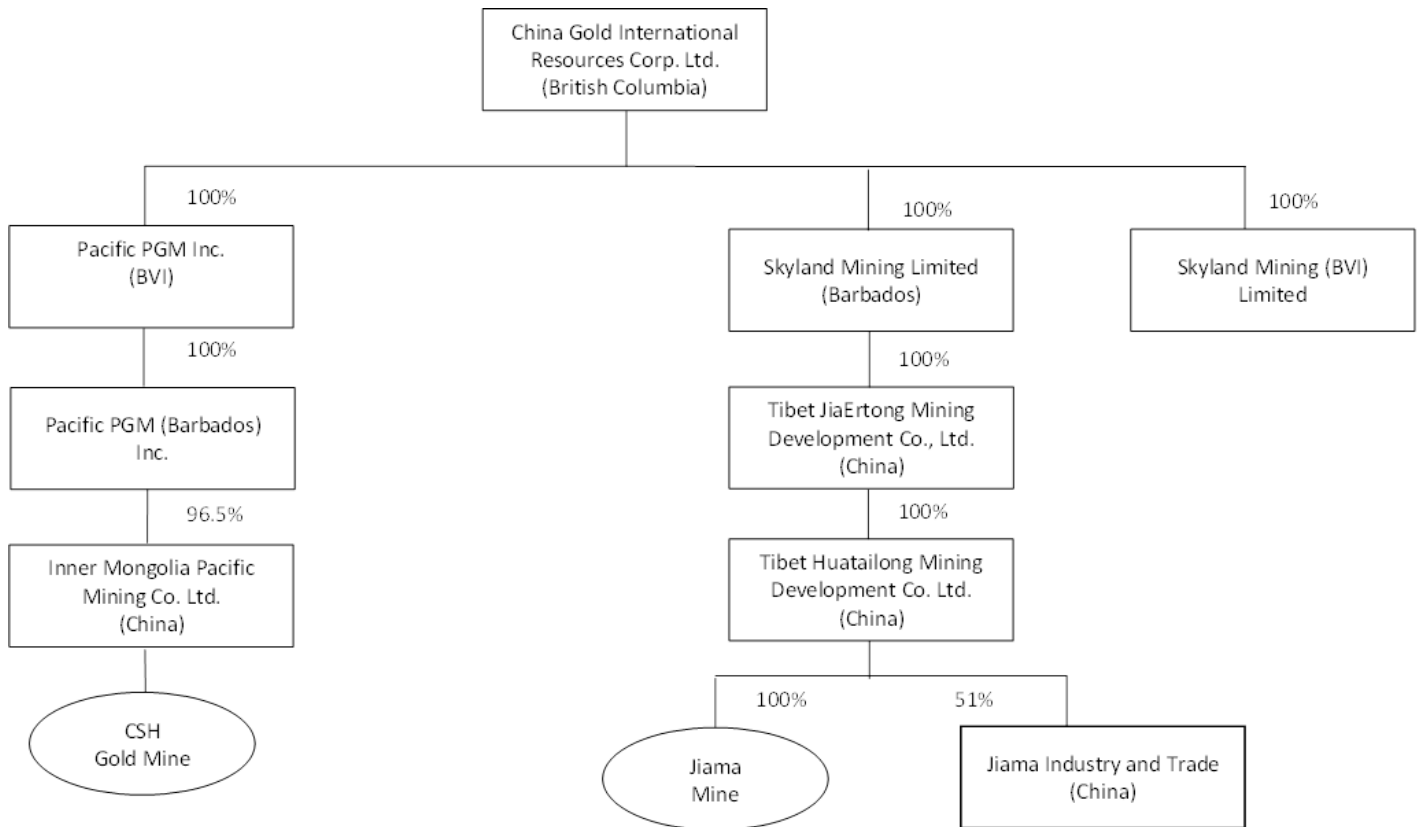 China Gold International
Resources Corp. Ltd.
(British Columbia)
100%
100%
100%
Pacific PGM Inc.
(BVI)
Skyland Mining Limited
(Barbados)
Skyland Mining (BVI)
Limited
100%
100%
Pacific PGM (Barbados)
Inc.
Tibet JiaErtong Mining
Development Co., Ltd.
(China)
96.5%
100%
Inner Mongolia Pacific
Mining Co. Ltd.
(China)
Tibet Huatailong Mining
Development Co. Ltd.
(China)
100%
51%
CSH
Gold Mine
Jiama
Mine
Jiama Industry and Trade
(China)